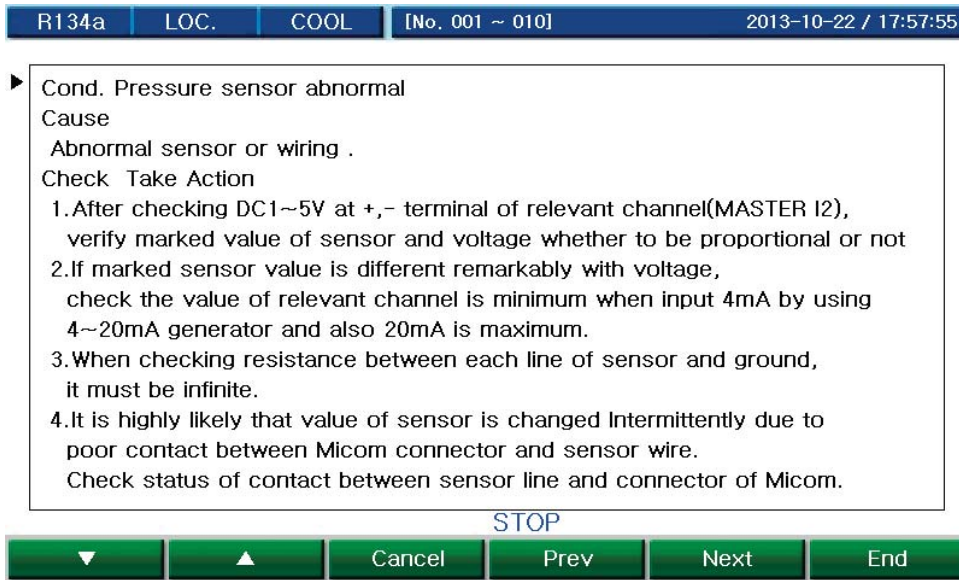 R134a LOC. COOL [No. 001 ~ 010] 2013-10-22 / 17:57:55
Cond. Pressure sensor abnormal
Cause
Abnormal sensor or wiring .
Check Take Action
1.After checking DC1~5V at +,- terminal of relevant channel(MASTER I2),
verify marked value of sensor and voltage whether to be proportional or not
2.If marked sensor value is different remarkably with voltage,
check the value of relevant channel is minimum when input 4mA by using
4~20mA generator and also 20mA is maximum.
3.When checking resistance between each line of sensor and ground,
it must be infinite.
4.It is highly likely that value of sensor is changed Intermittently due to
poor contact between Micom connector and sensor wire.
Check status of contact between sensor line and connector of Micom.
STOP
▼ ▲ Cancel Prev Next End